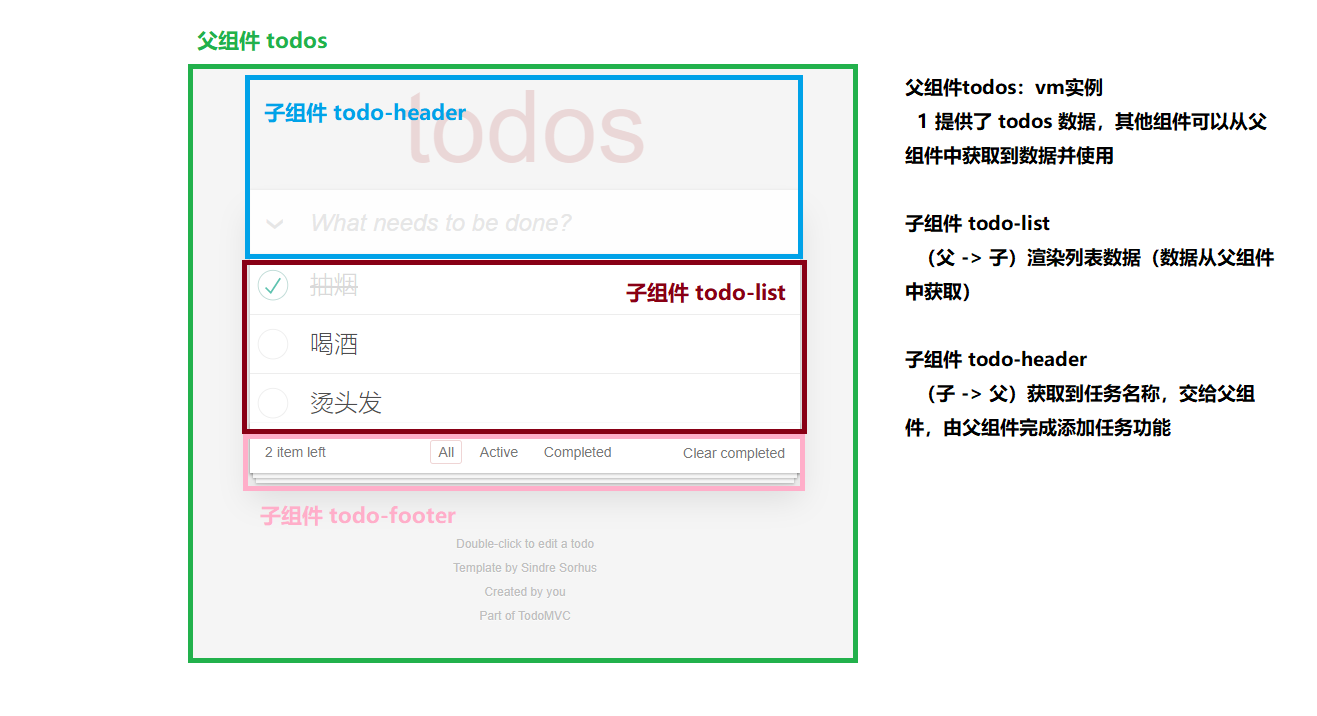 父组件 todos
子组件 todo-header
todos
What needs to be done?
抽烟
子组件 todo-list
喝酒
烫头发
2 item left
All
Active
Completed
Clear completed
子组件 todo-footer
Double-click to edit a todo
Template by Sindre Sorhus
Created by you
Part of TodoMVC
父组件todos：vm实例
1 提供了 todos 数据，其他组件可以从父
组件中获取到数据并使用
子组件 todo-list
（父 -> 子）渲染列表数据（数据从父组件
中获取）
子组件 todo-header
（子 -> 父）获取到任务名称，交给父组
件，由父组件完成添加任务功能